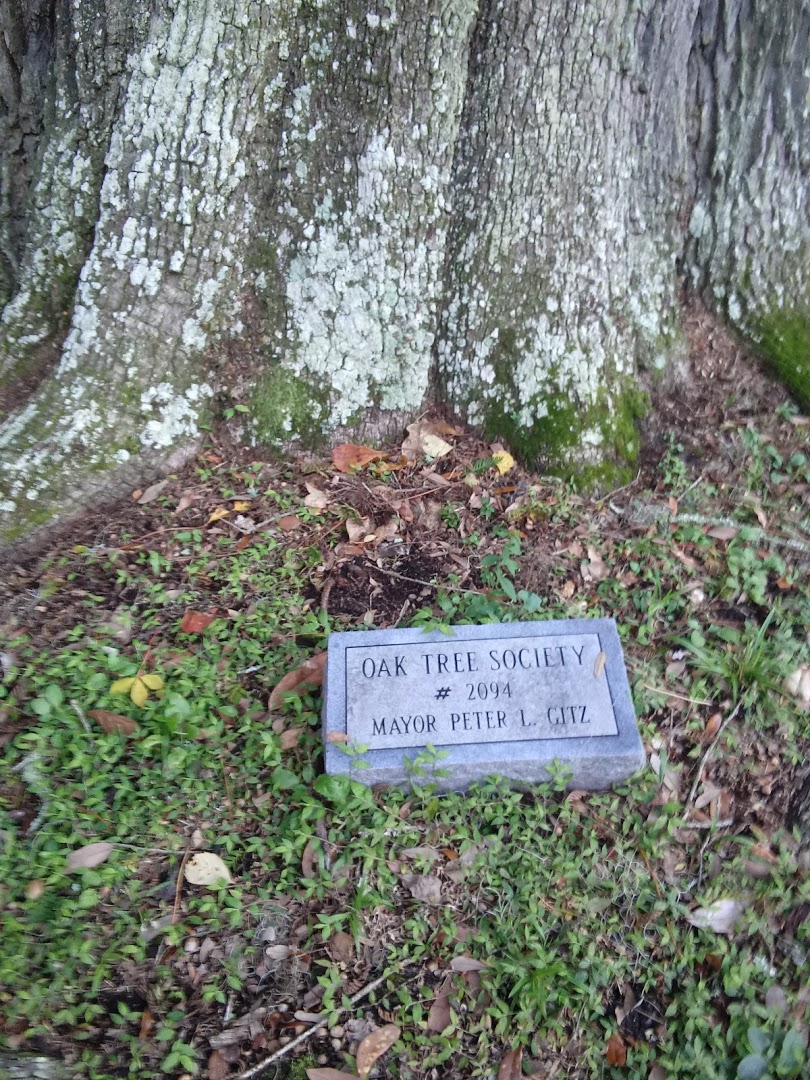 OAK TREE SOCIETY
# 2094
MAYOR PETER L. GITZ